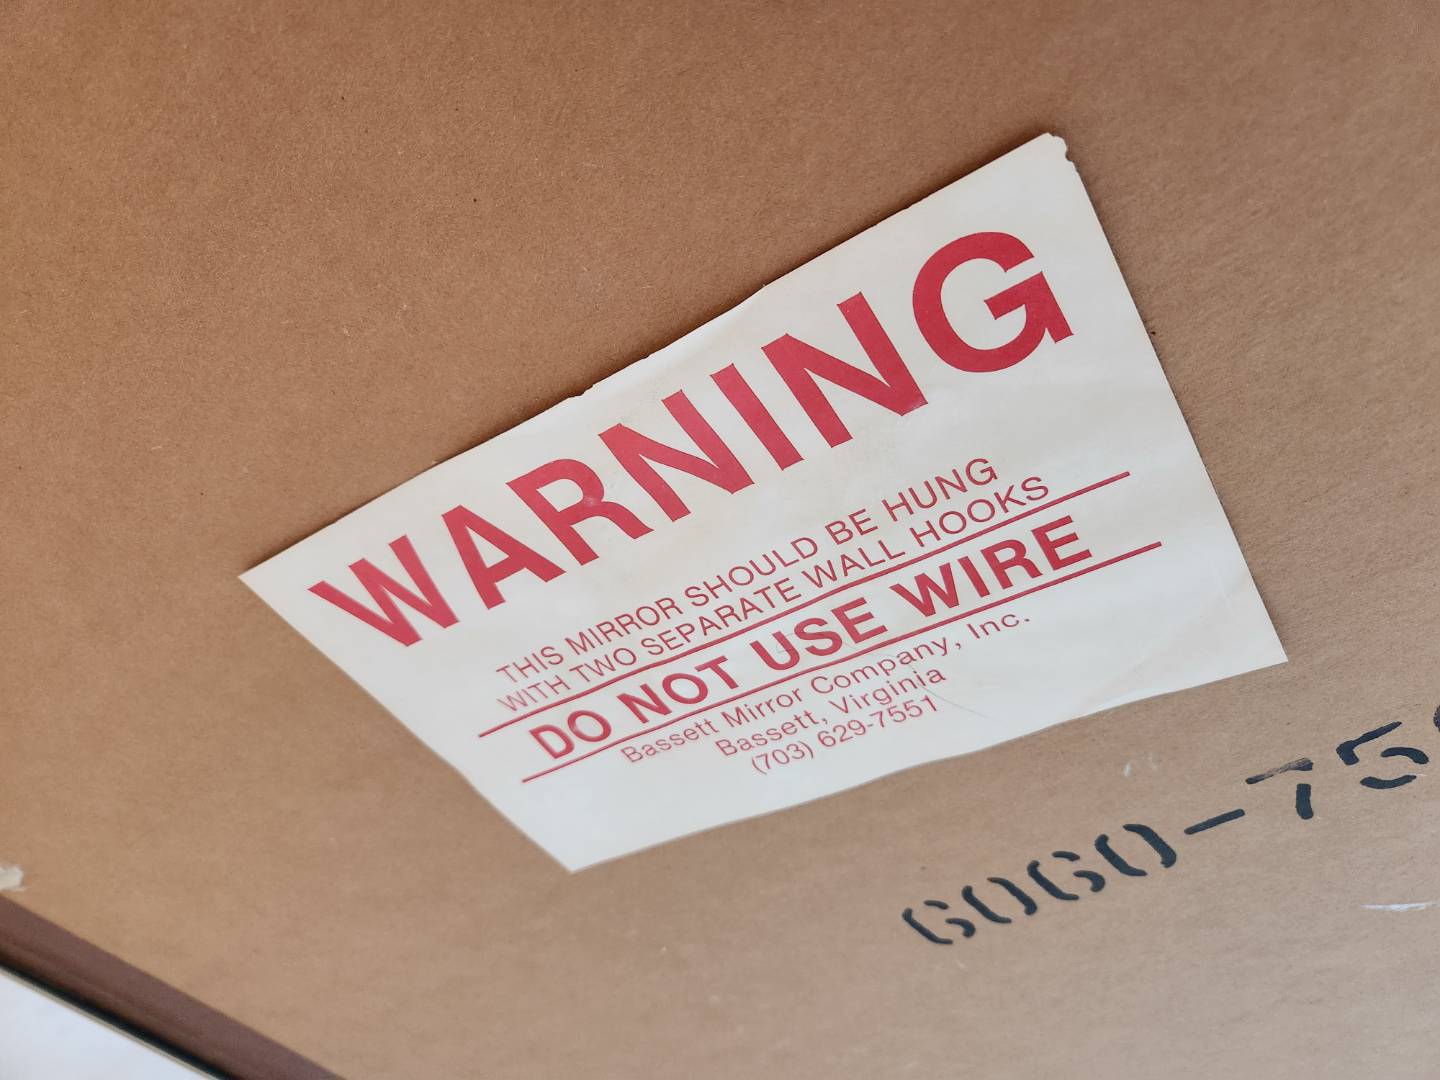 WARNING
THIS MIRROR SHOULD BE HUNG
WITH TWO SEPARATE WALL HOOKS
DO NOT USE WIRE
Bassett Mirror Company, Inc.
Bassett, Virginia
(703) 629-7551
6060-75